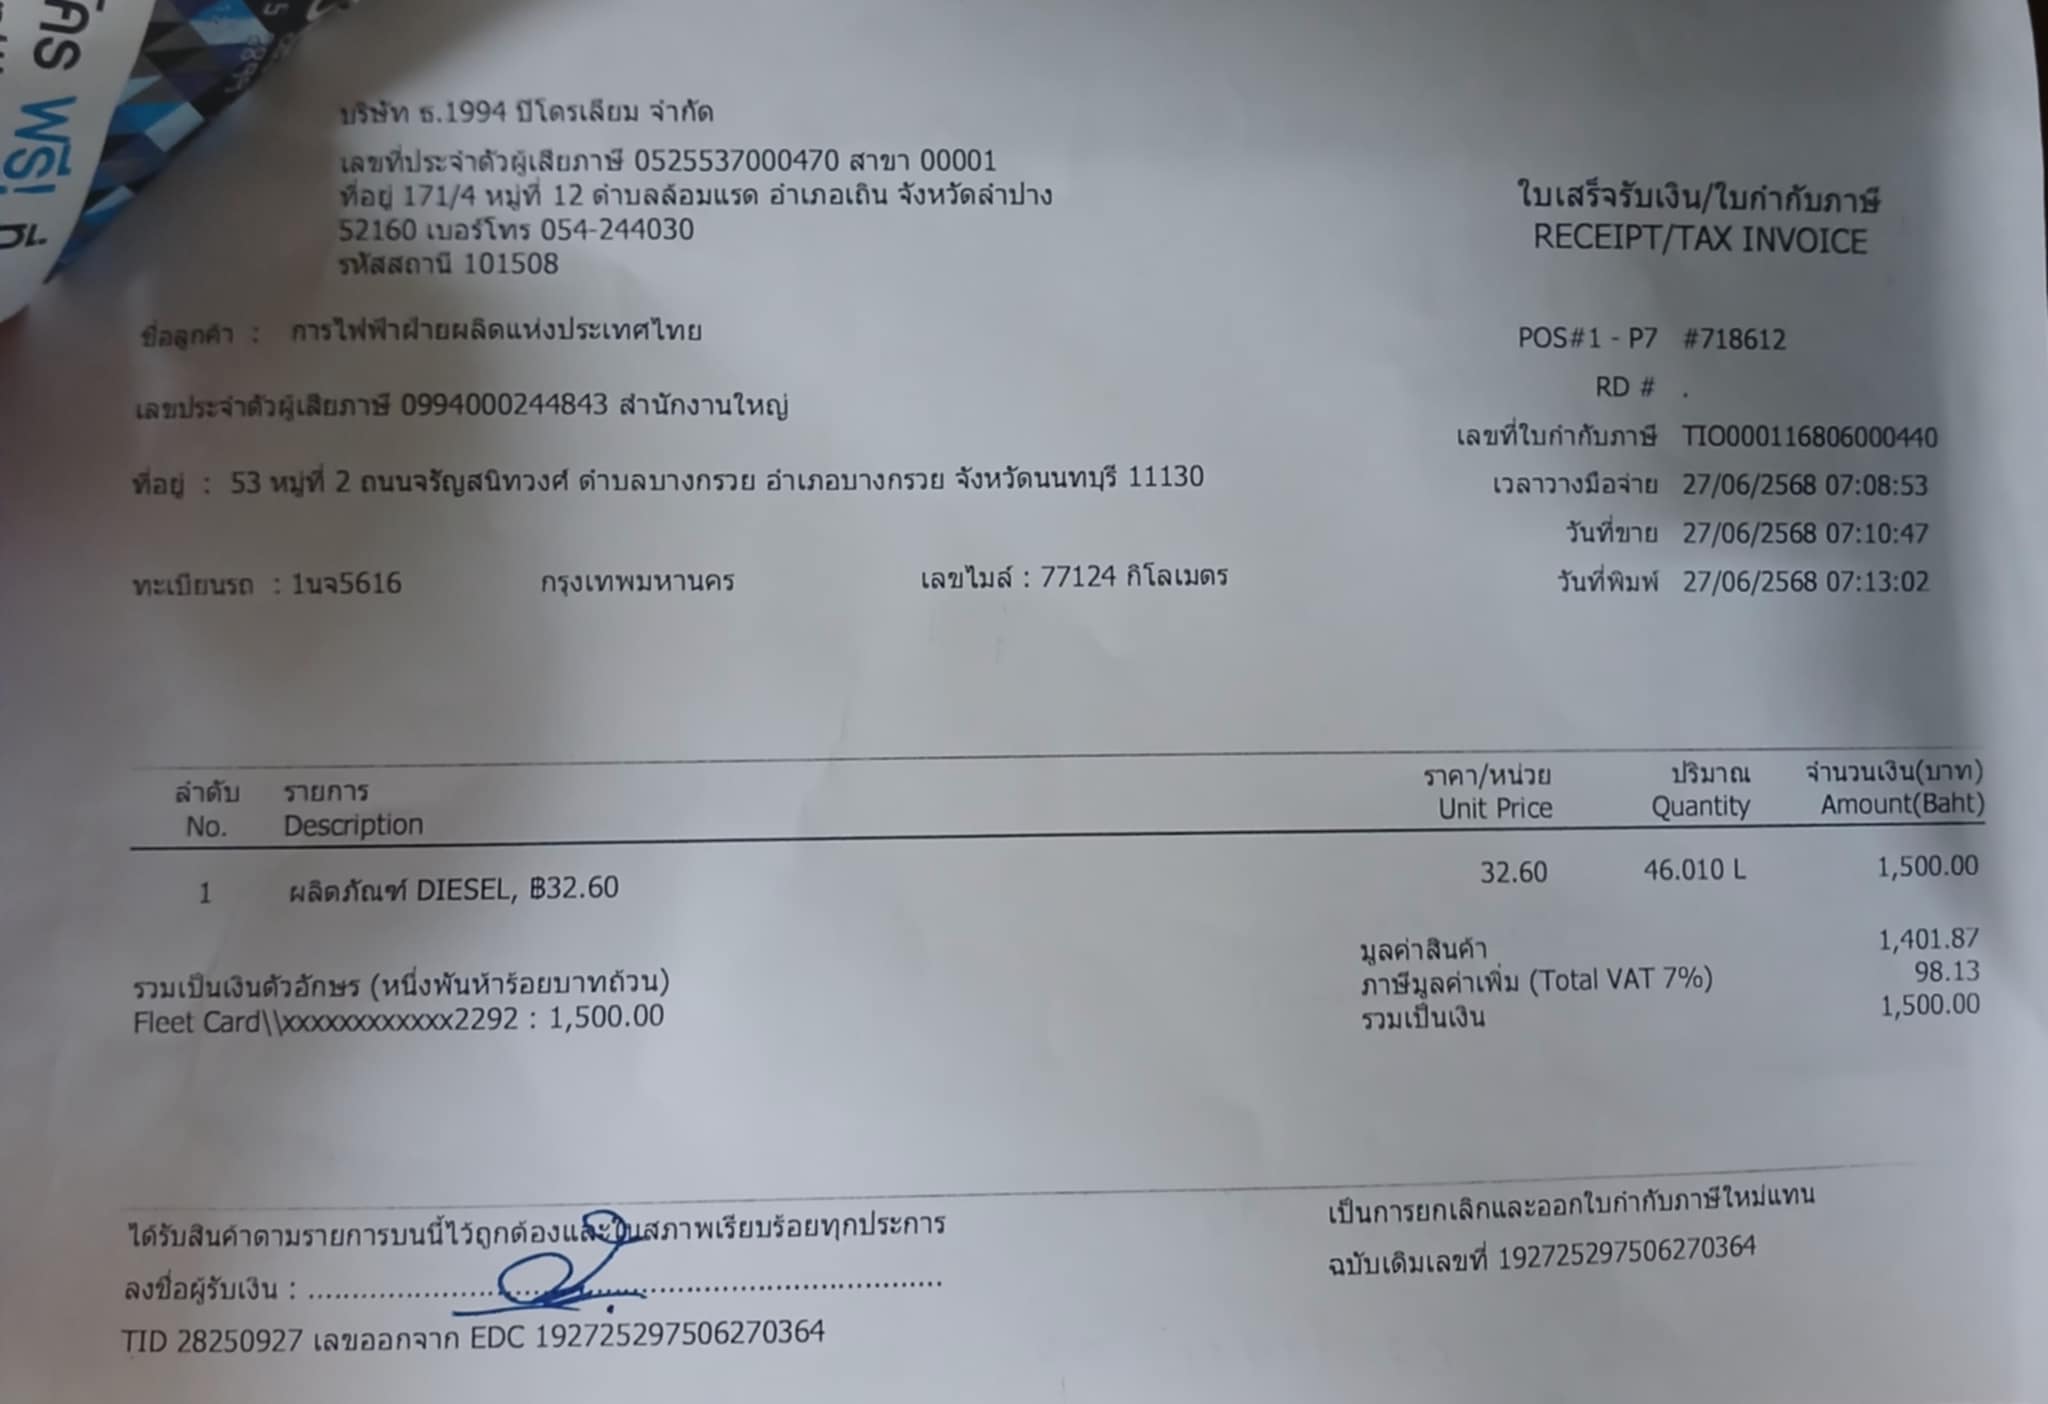 โคร
ฟรี!
บริษัท ธ.1994 ปิโตรเลียม จำกัด
เลขที่ประจำตัวผู้เสียภาษี 0525537000470 สาขา 00001
ที่อยู่ 171/4 หมู่ที่ 12 ตำบลล้อมแรด อำเภอเถิน จังหวัดลำปาง
52160 เบอร์โทร 054-244030
รหัสสถานี 101508
ใบเสร็จรับเงิน/ใบกำกับภาษี
RECEIPT/TAX INVOICE
ชื่อลูกค้า : การไฟฟ้าฝ่ายผลิตแห่งประเทศไทย
เลขประจำตัวผู้เสียภาษี 0994000244843 สำนักงานใหญ่
ที่อยู่ : 53 หมู่ที่ 2 ถนนจรัญสนิทวงศ์ ตำบลบางกรวย อำเภอบางกรวย จังหวัดนนทบุรี 11130
ทะเบียนรถ : 1นจ5616 กรุงเทพมหานคร เลขไมล์ : 77124 กิโลเมตร
POS#1 - P7 #718612
RD # .
เลขที่ใบกำกับภาษี TIO000116806000440
เวลาวางมือจ่าย 27/06/2568 07:08:53
วันที่ขาย 27/06/2568 07:10:47
วันที่พิมพ์ 27/06/2568 07:13:02
ลำดับ รายการ ราคา/หน่วย ปริมาณ จำนวนเงิน(บาท)
No. Description Unit Price Quantity Amount(Baht)
1 ผลิตภัณฑ์ DIESEL, ฿32.60 32.60 46.010 L 1,500.00
มูลค่าสินค้า 1,401.87
ภาษีมูลค่าเพิ่ม (Total VAT 7%) 98.13
รวมเป็นเงิน 1,500.00
รวมเป็นเงินตัวอักษร (หนึ่งพันห้าร้อยบาทถ้วน)
Fleet Card\\xxxxxxxxxxxx2292 : 1,500.00
ได้รับสินค้าตามรายการบนนี้ไว้ถูกต้องและในสภาพเรียบร้อยทุกประการ
ลงชื่อผู้รับเงิน : ........................................................................
TID 28250927 เลขออกจาก EDC 192725297506270364
เป็นการยกเลิกและออกใบกำกับภาษีใหม่แทน
ฉบับเดิมเลขที่ 192725297506270364